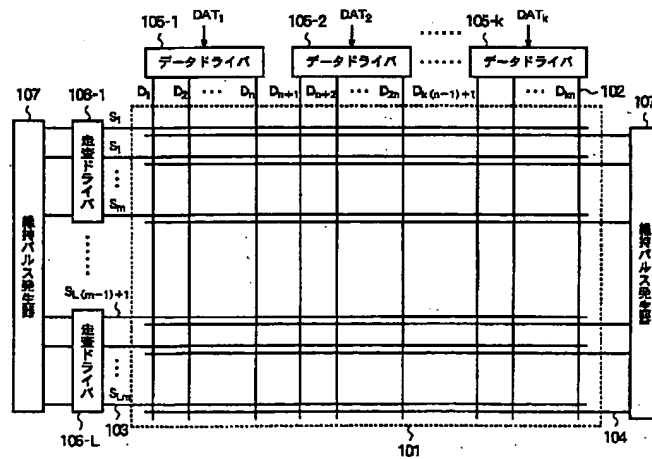 105-1
DAT1
105-2
DAT2
105-k
DATk
データドライバ
データドライバ
データドライバ
107
106-1
D1
D2
Dn
Dn+1
Dn+2
D2n
Dk(n-1)+1
Dkn
102
107
S1
S1
Sm
走査ドライバ
維持パルス発生器
維持パルス発生器
SL(m-1)+1
走査ドライバ
SLm
103
106-L
101
104